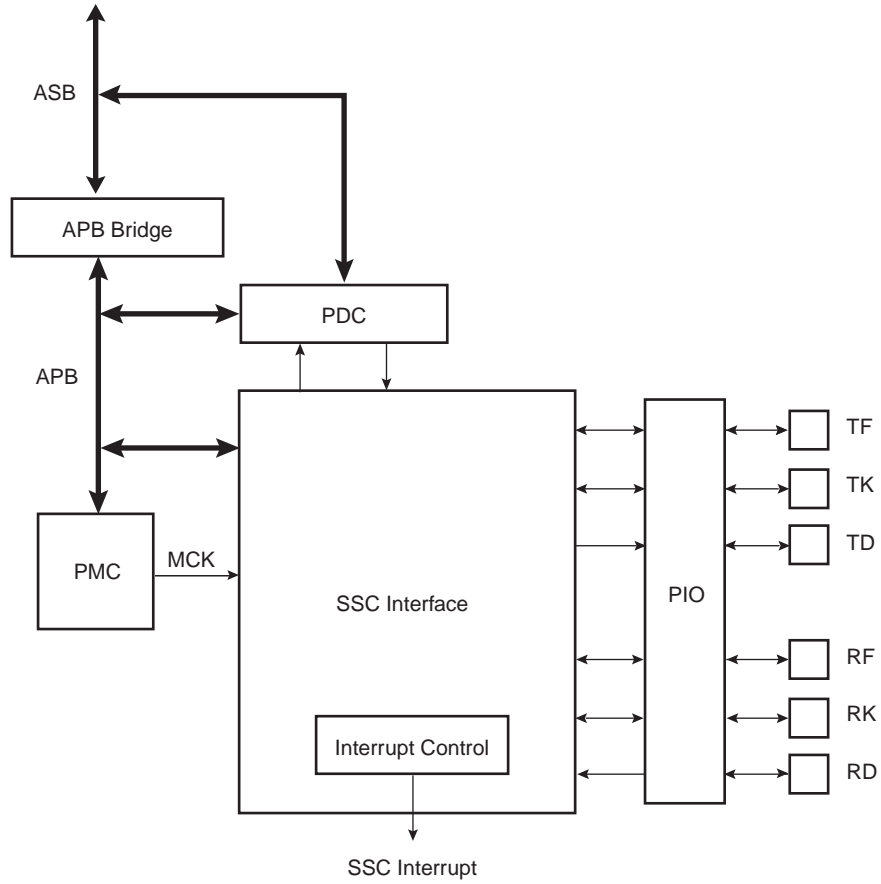 ASB
APB Bridge
PDC
APB
TF
TK
PMC
MCK
TD
SSC Interface
PIO
RF
RK
Interrupt Control
RD
SSC Interrupt